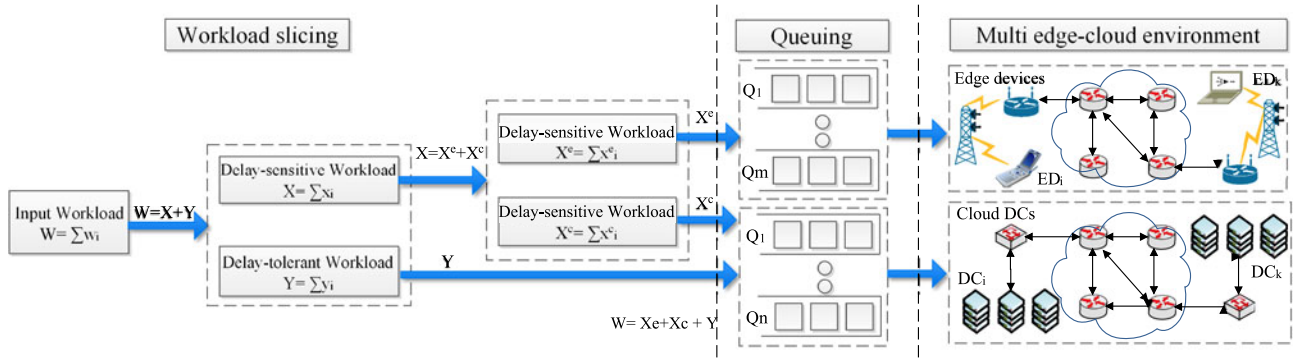 Workload slicing
Input Workload
W= ∑wᵢ
W=X+Y
Delay-sensitive Workload
X= ∑xᵢ
Delay-tolerant Workload
Y= ∑yᵢ
X=Xᵉ+Xᶜ
Delay-sensitive Workload
Xᵉ= ∑xᵉᵢ
Delay-sensitive Workload
Xᶜ= ∑xᶜᵢ
Xᵉ
Xᶜ
Y
W= Xe+Xc + Y
Queuing
Q₁
Qm
Q₁
Qn
Multi edge-cloud environment
Edge devices
EDₖ
EDᵢ
Cloud DCs
DCᵢ
DCₖ